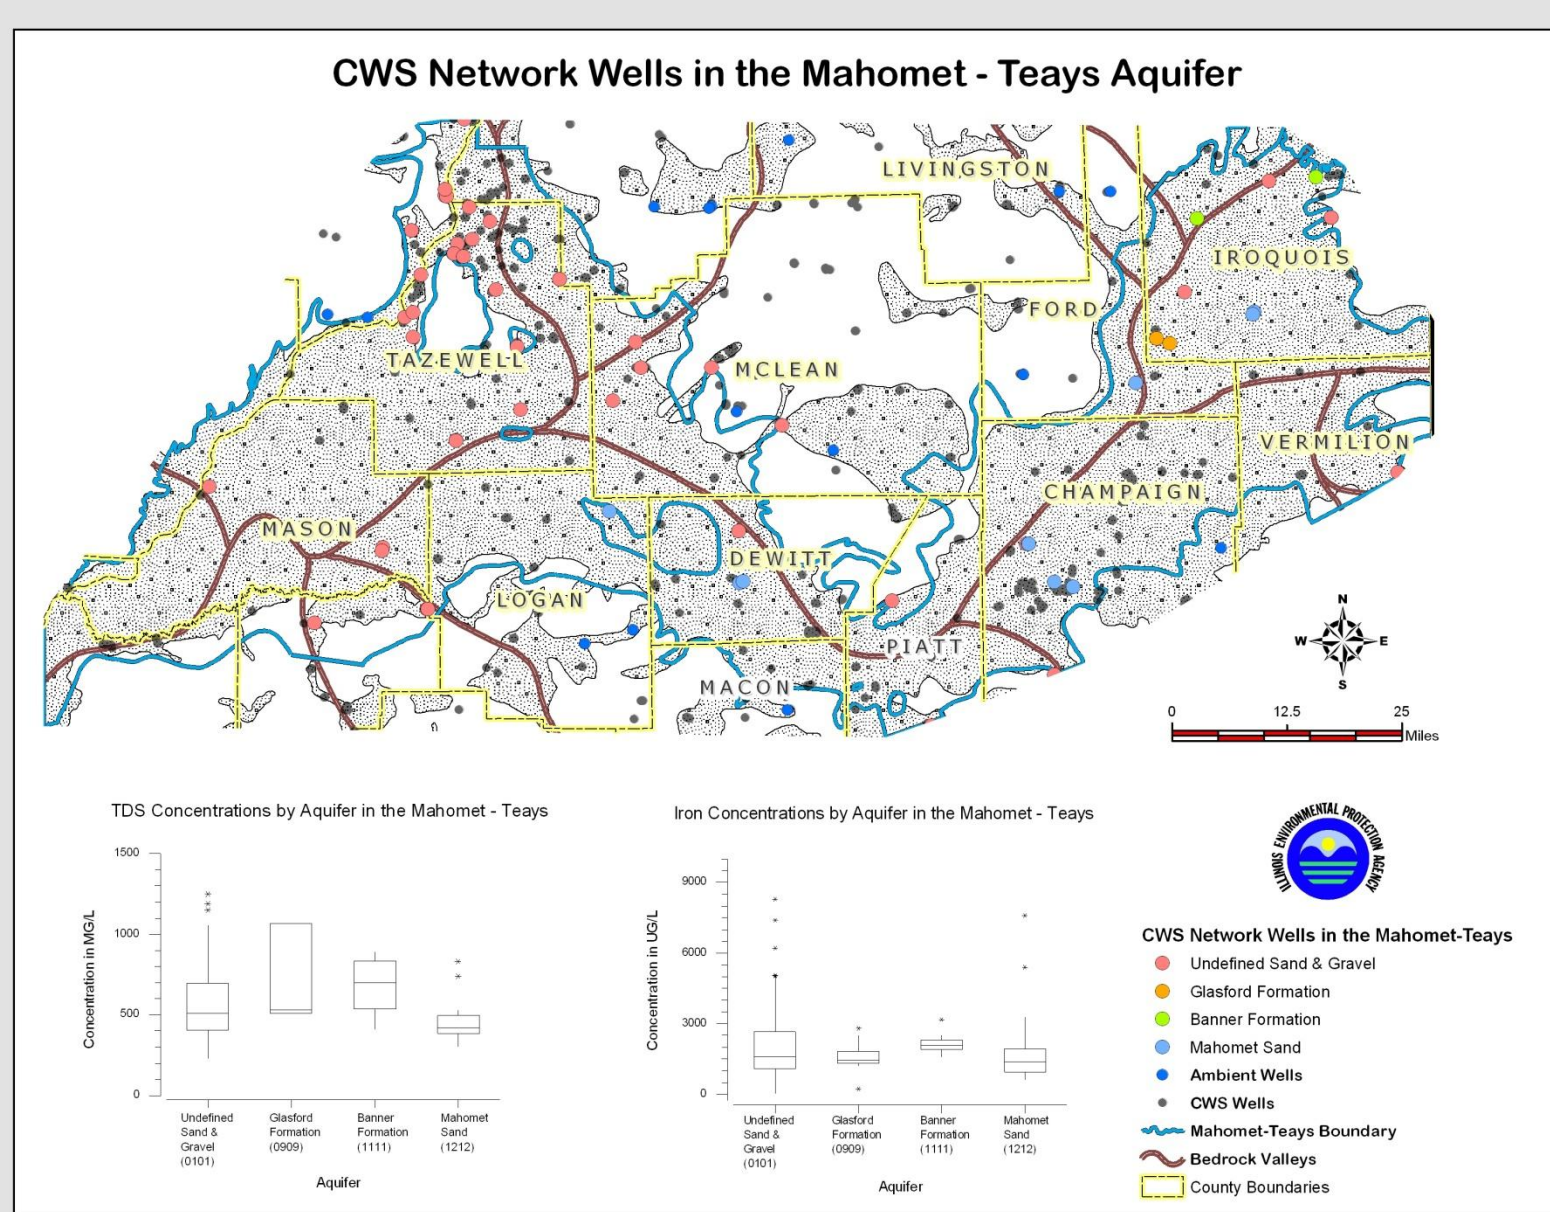 CWS Network Wells in the Mahomet - Teays Aquifer
LIVINGSTON
IROQUOIS
FORD
TAZEWELL
MCLEAN
VERMILION
CHAMPAIGN
MASON
DEWITT
LOGAN
PIATT
MACON
N
W E
S
0 12.5 25
Miles
TDS Concentrations by Aquifer in the Mahomet - Teays
Concentration in MG/L
1500
1000
500
0
Undefined Sand & Gravel (0101)
Glasford Formation (0909)
Banner Formation (1111)
Mahomet Sand (1212)
Aquifer
Iron Concentrations by Aquifer in the Mahomet - Teays
Concentration in UG/L
9000
6000
3000
0
Undefined Sand & Gravel (0101)
Glasford Formation (0909)
Banner Formation (1111)
Mahomet Sand (1212)
Aquifer
ILLINOIS ENVIRONMENTAL PROTECTION AGENCY
CWS Network Wells in the Mahomet-Teays
Undefined Sand & Gravel
Glasford Formation
Banner Formation
Mahomet Sand
Ambient Wells
CWS Wells
Mahomet-Teays Boundary
Bedrock Valleys
County Boundaries